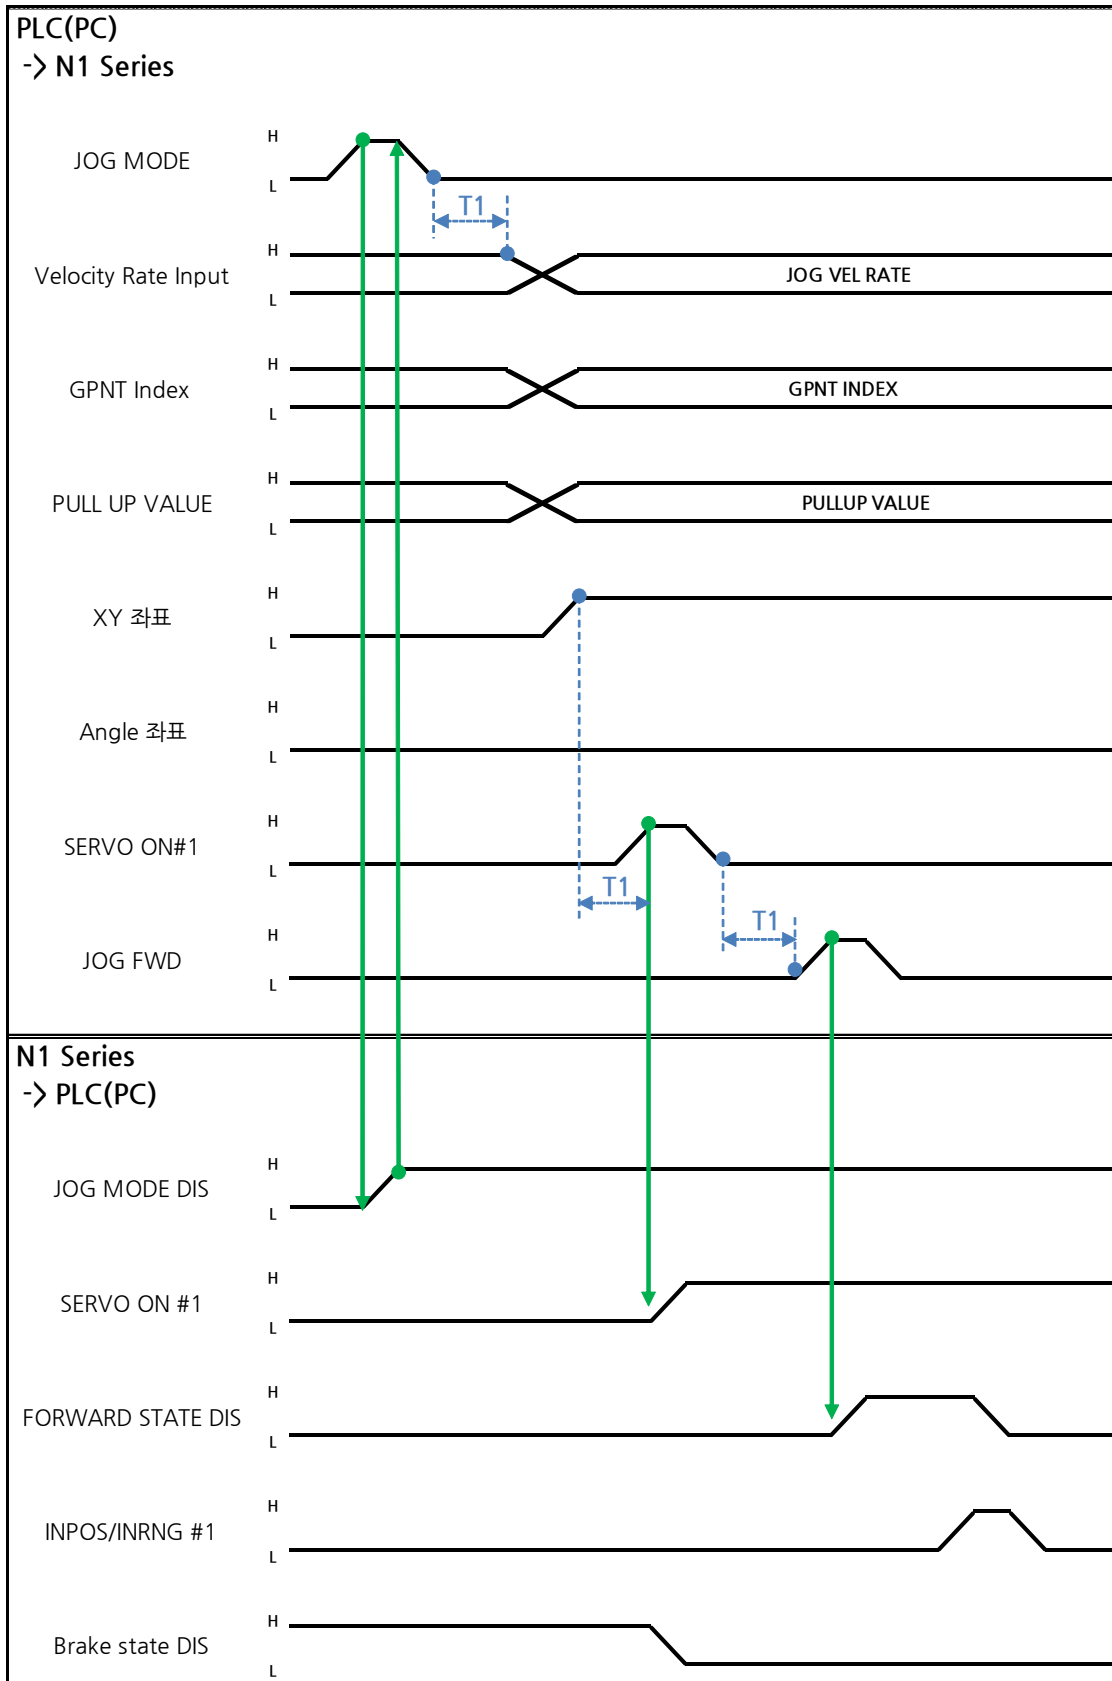 PLC(PC)
-> N1 Series
H
JOG MODE
L
T1
H
Velocity Rate Input
JOG VEL RATE
L
H
GPNT Index
GPNT INDEX
L
H
PULL UP VALUE
PULLUP VALUE
L
H
XY 좌표
L
H
Angle 좌표
L
H
SERVO ON#1
L
T1
T1
H
JOG FWD
L
N1 Series
-> PLC(PC)
H
JOG MODE DIS
L
H
SERVO ON #1
L
H
FORWARD STATE DIS
L
H
INPOS/INRNG #1
L
H
Brake state DIS
L